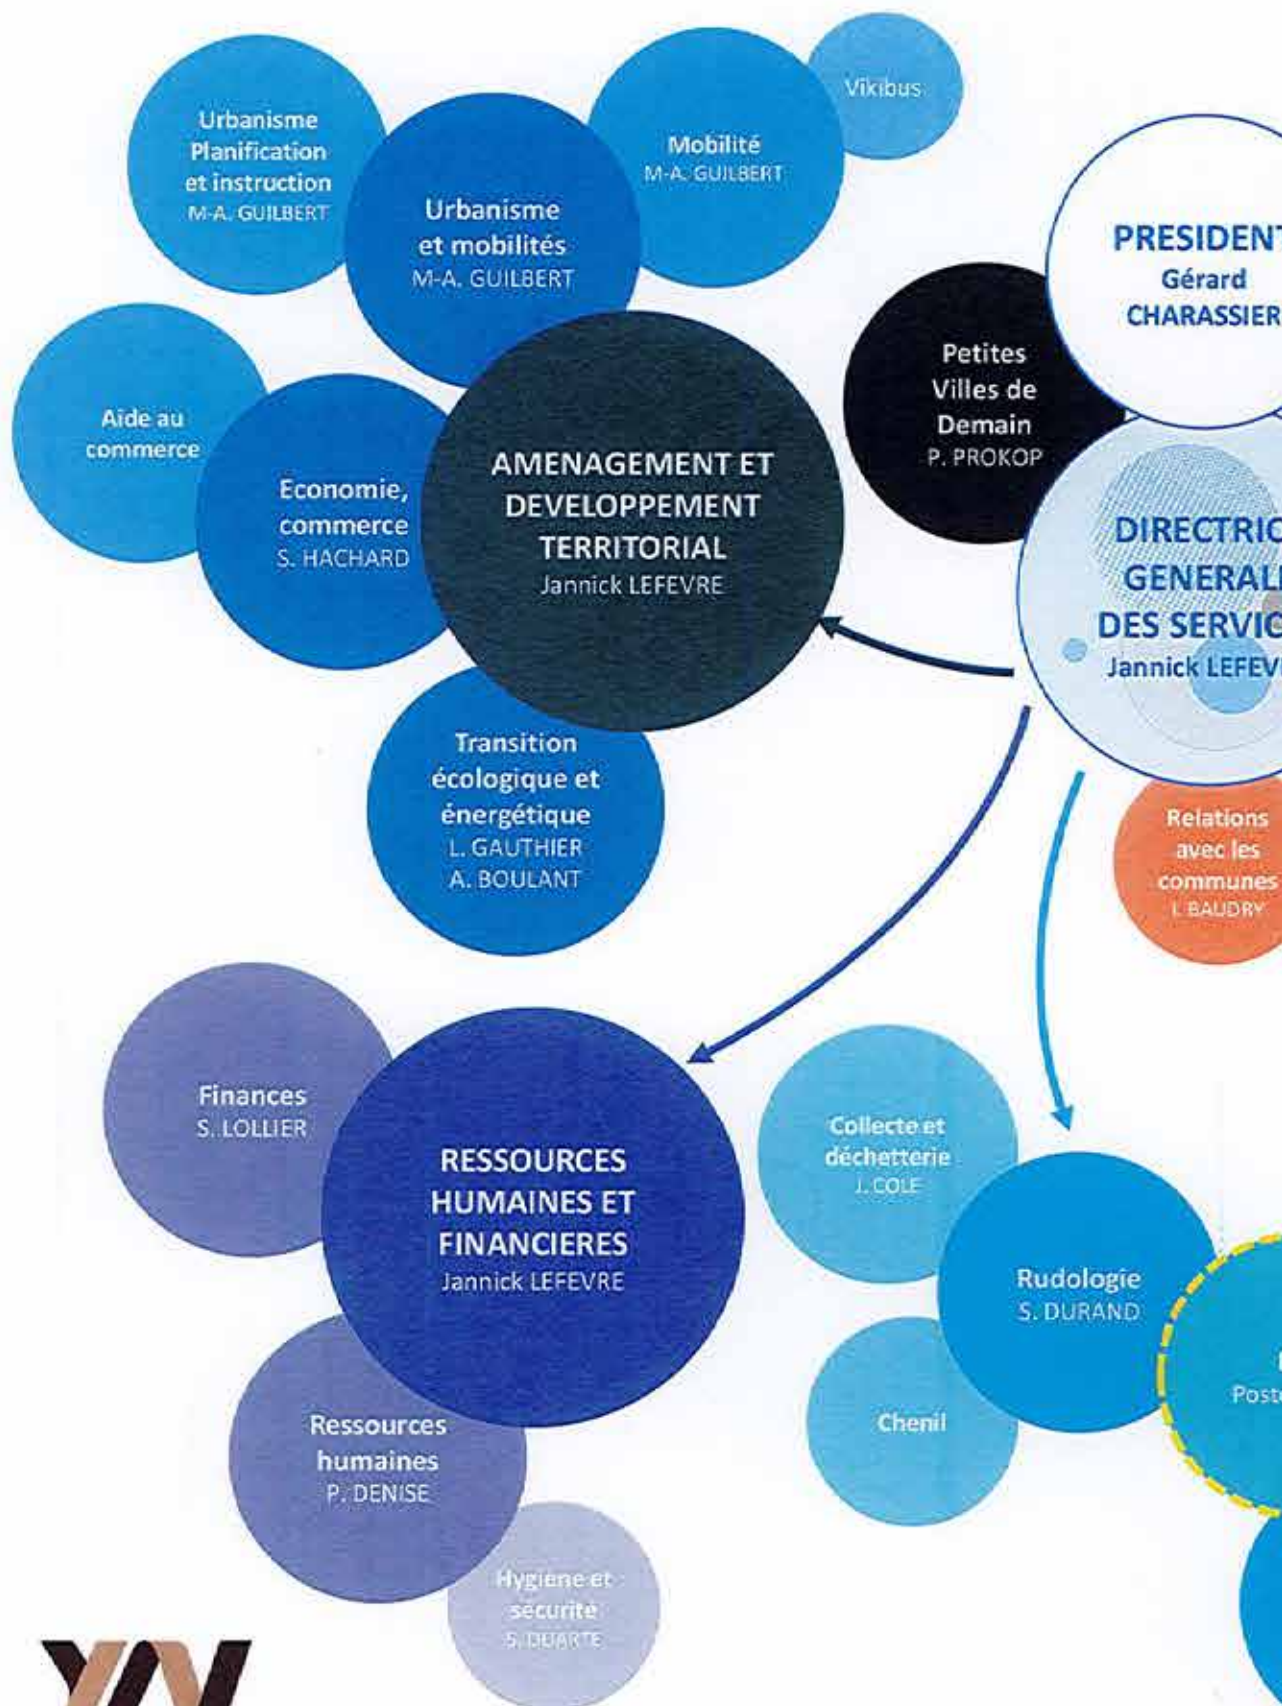 Vikibus
Urbanisme
Planification
et instruction
M-A. GUILBERT
Mobilité
M-A. GUILBERT
Urbanisme
et mobilités
M-A. GUILBERT
PRESIDENT
Gérard
CHARASSIER
Petites
Villes de
Demain
P. PROKOP
Aide au
commerce
Economie,
commerce
S. HACHARD
AMENAGEMENT ET
DEVELOPPEMENT
TERRITORIAL
Jannick LEFEVRE
DIRECTRIC
GENERAL
DES SERVIC
Jannick LEFEV
Transition
écologique et
énergétique
L. GAUTHIER
A. BOULANT
Relations
avec les
communes
I. BAUDRY
Finances
S. LOLLIER
RESSOURCES
HUMAINES ET
FINANCIERES
Jannick LEFEVRE
Collecte et
déchetterie
J. COLE
Rudologie
S. DURAND
Chenil
Poste
Ressources
humaines
P. DENISE
Hygiène et
sécurité
S. DUARTE